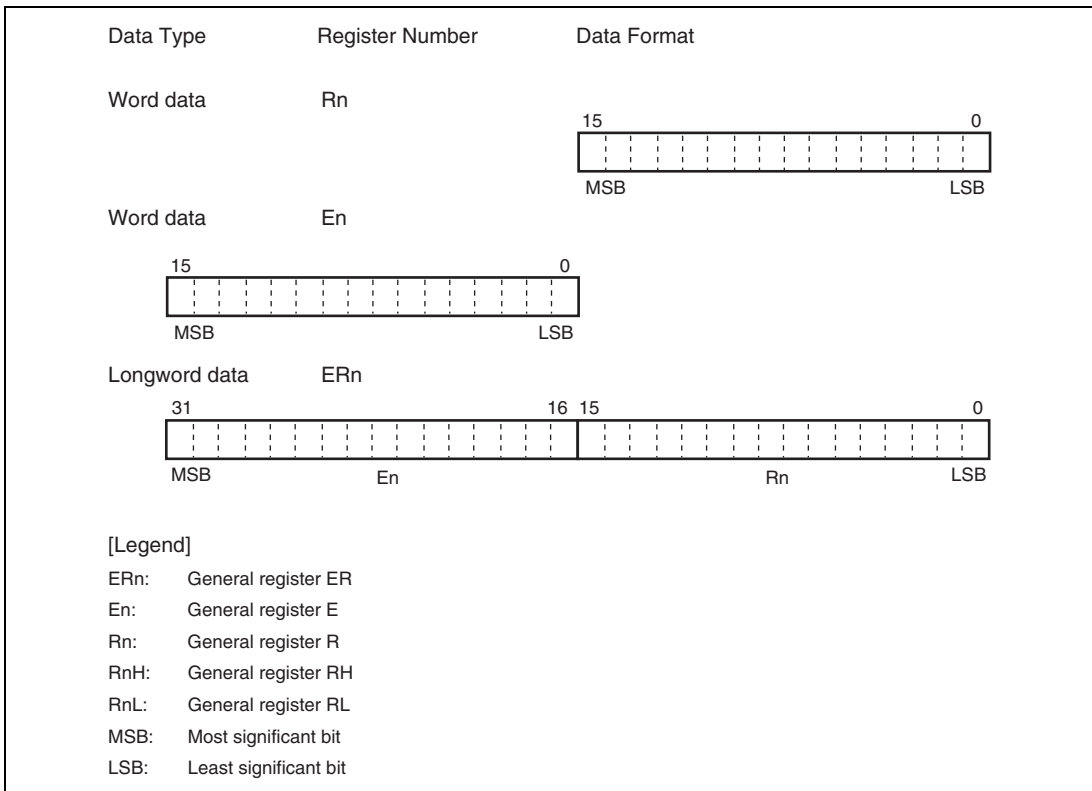 Data Type Register Number Data Format
Word data Rn
15 0
MSB LSB
Word data En
15 0
MSB LSB
Longword data ERn
31 16 15 0
MSB En Rn LSB
[Legend]
ERn: General register ER
En: General register E
Rn: General register R
RnH: General register RH
RnL: General register RL
MSB: Most significant bit
LSB: Least significant bit